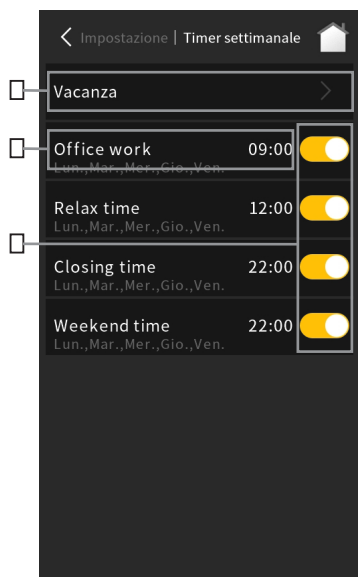 Impostazione | Timer settimanale
Vacanza
Office work 09:00
Lun.,Mar.,Mer.,Gio.,Ven.
Relax time 12:00
Lun.,Mar.,Mer.,Gio.,Ven.
Closing time 22:00
Lun.,Mar.,Mer.,Gio.,Ven.
Weekend time 22:00
Lun.,Mar.,Mer.,Gio.,Ven.